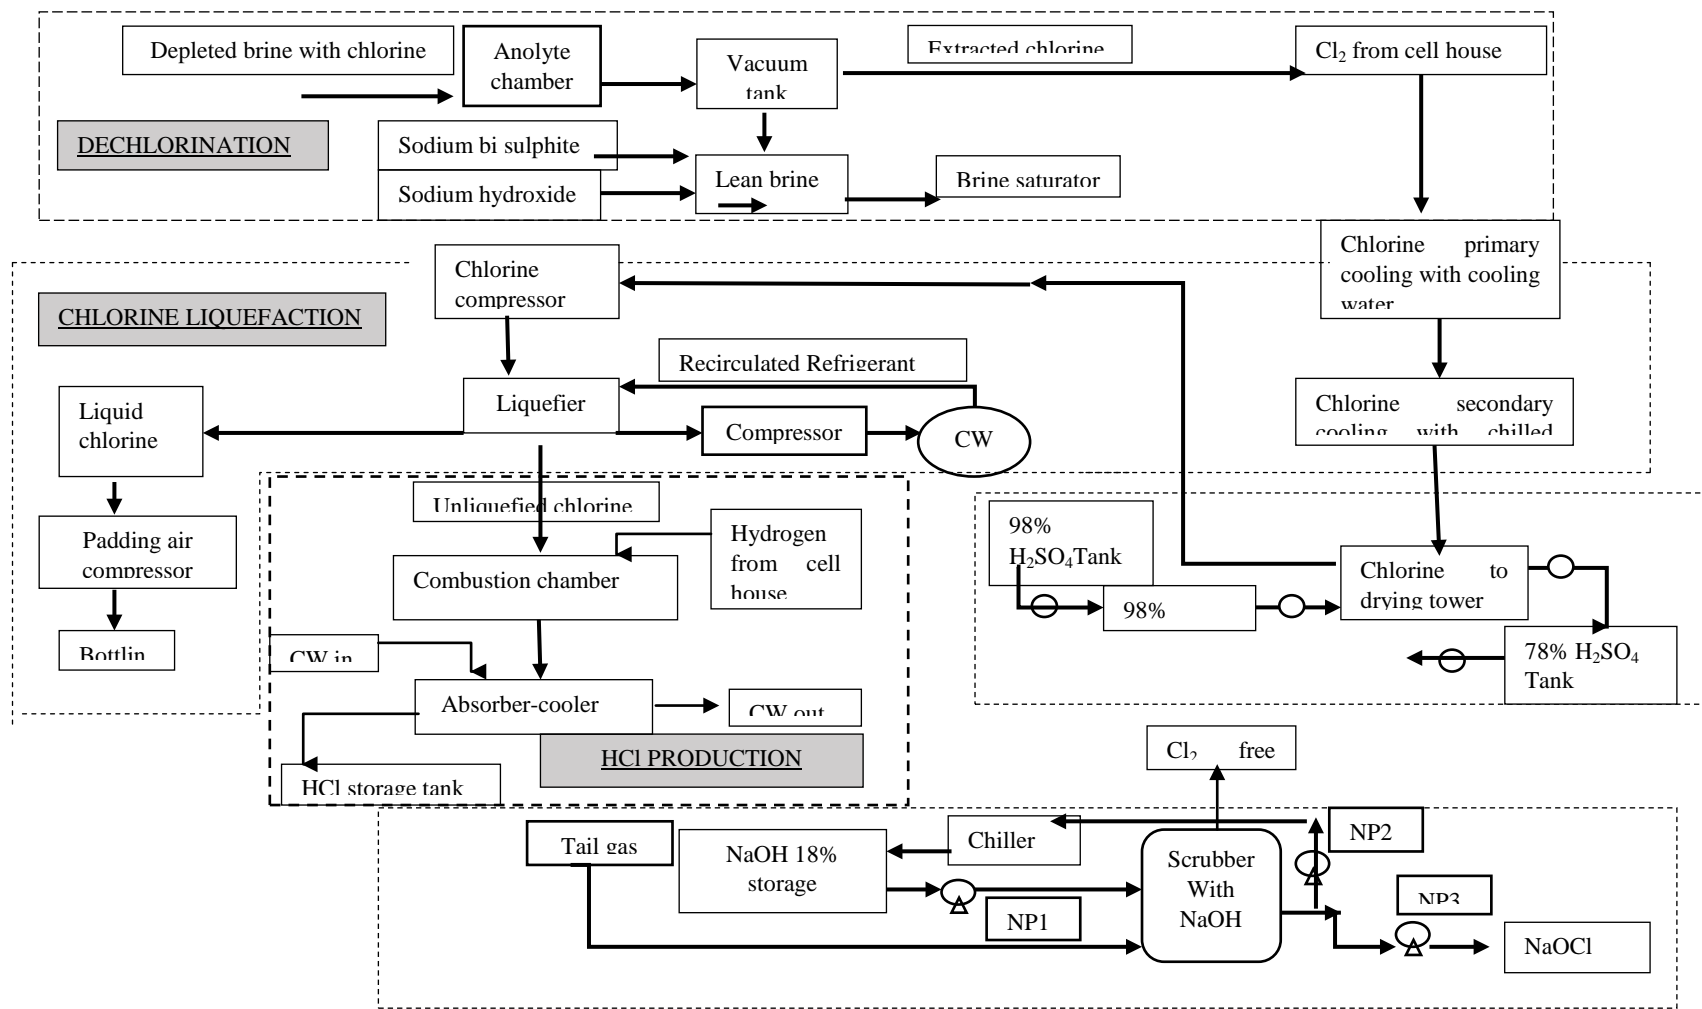 Depleted brine with chlorine
Anolyte
chamber
Vacuum
tank
Extracted chlorine
Cl₂ from cell house
DECHLORINATION
Sodium bi sulphite
Sodium hydroxide
Lean brine
Brine saturator
Chlorine primary
cooling with cooling
water
Chlorine
compressor
CHLORINE LIQUEFACTION
Recirculated Refrigerant
Liquefier
Compressor
CW
Liquid
chlorine
Chlorine secondary
cooling with chilled
Padding air
compressor
Bottlin
Unliquefied chlorine
Hydrogen
from cell
house
Combustion chamber
CW in
Absorber-cooler
CW out
HCl PRODUCTION
HCl storage tank
98%
H₂SO₄Tank
98%
Chlorine to
drying tower
78% H₂SO₄
Tank
Cl₂ free
Tail gas
NaOH 18%
storage
Chiller
NP1
Scrubber
With
NaOH
NP2
NP3
NaOCl